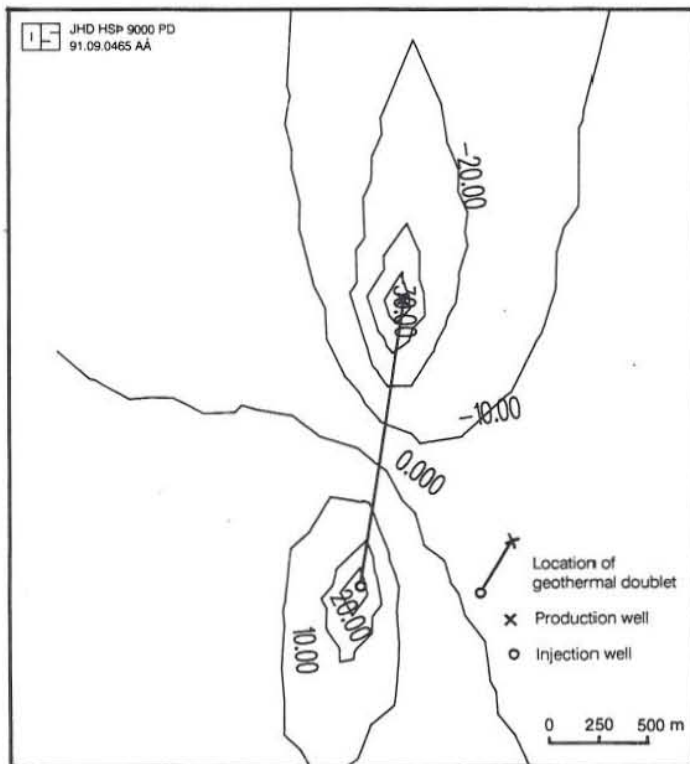 JHD HSÞ 9000 PD
91.09.0465 AÁ
-20.00
-30.00
-10.00
0.000
20.00
10.00
Location of
geothermal doublet
Production well
Injection well
0 250 500 m